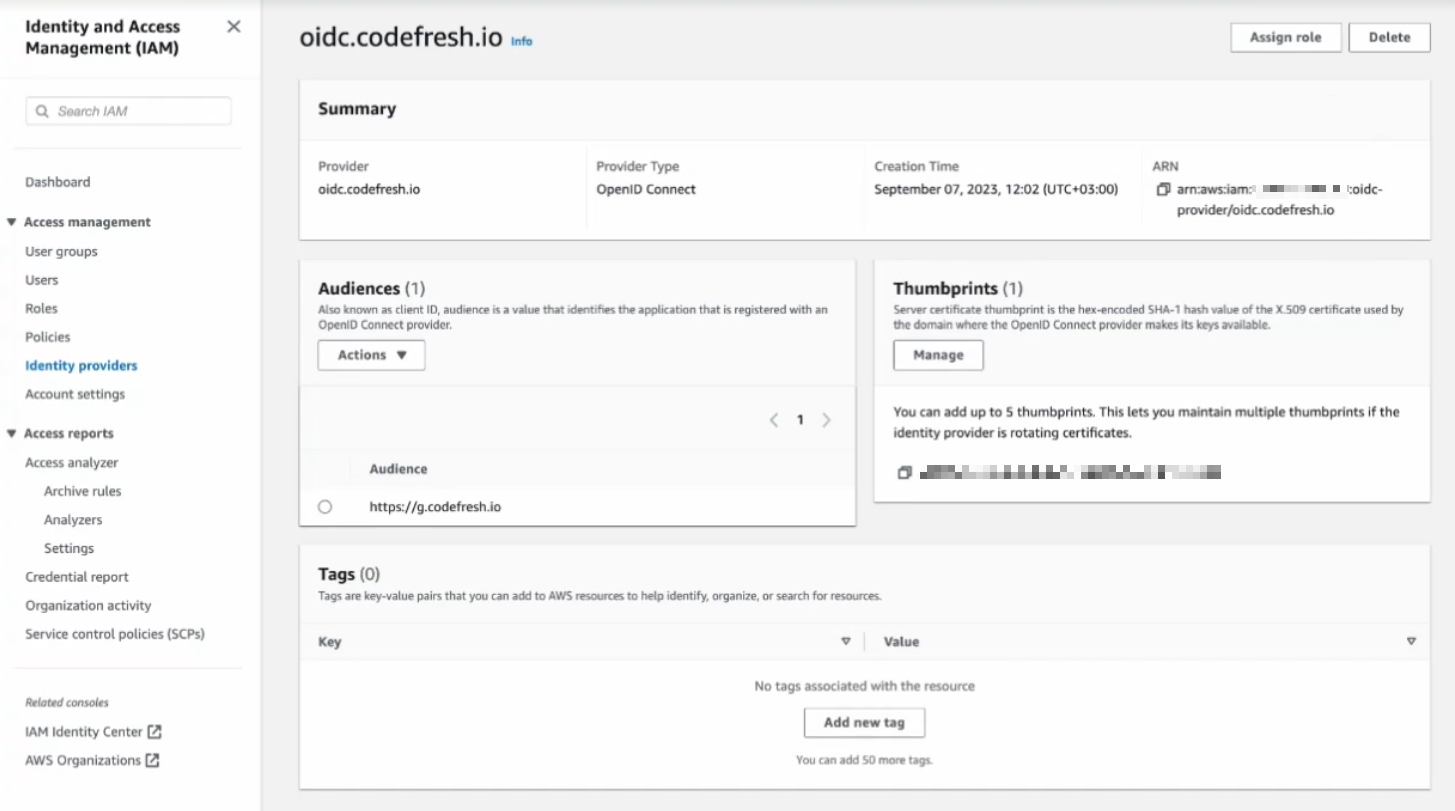 Identity and Access
Management (IAM)
Search IAM
Dashboard
Access management
User groups
Users
Roles
Policies
Identity providers
Account settings
Access reports
Access analyzer
Archive rules
Analyzers
Settings
Credential report
Organization activity
Service control policies (SCPs)
Related consoles
IAM Identity Center
AWS Organizations
oidc.codefresh.io Info
Assign role
Delete
Summary
Provider
oidc.codefresh.io
Provider Type
OpenID Connect
Creation Time
September 07, 2023, 12:02 (UTC+03:00)
ARN
arn:aws:iam: :oidc-
provider/oidc.codefresh.io
Audiences (1)
Also known as client ID, audience is a value that identifies the application that is registered with an
OpenID Connect provider.
Actions
1
Audience
https://g.codefresh.io
Thumbprints (1)
Server certificate thumbprint is the hex-encoded SHA-1 hash value of the X.509 certificate used by
the domain where the OpenID Connect provider makes its keys available.
Manage
You can add up to 5 thumbprints. This lets you maintain multiple thumbprints if the
identity provider is rotating certificates.
Tags (0)
Tags are key-value pairs that you can add to AWS resources to help identify, organize, or search for resources.
Key
Value
No tags associated with the resource
Add new tag
You can add 50 more tags.